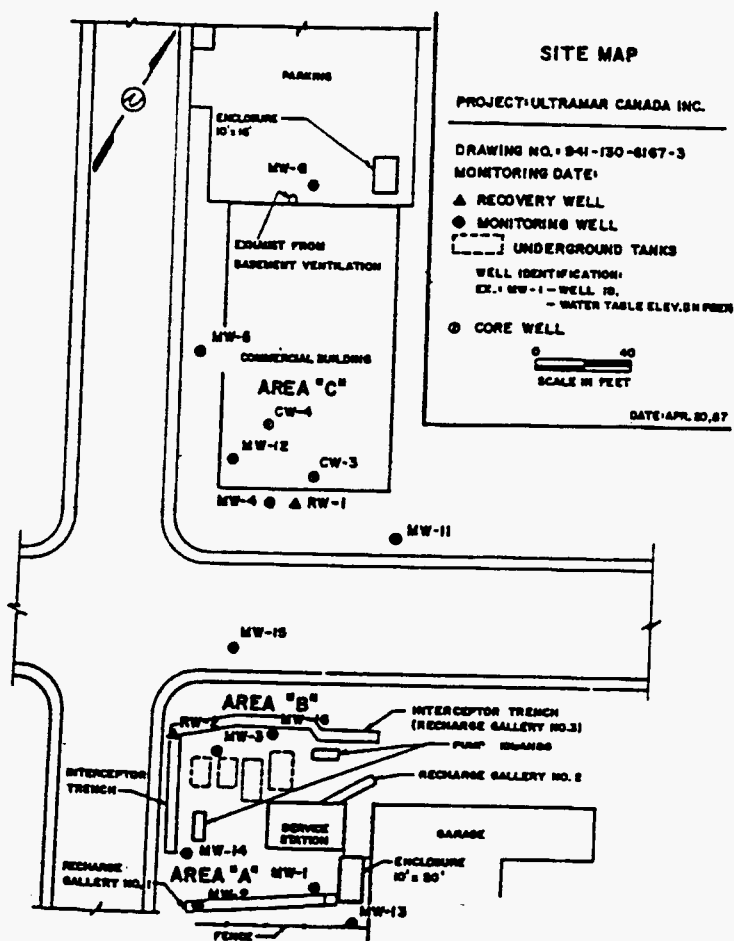 SITE MAP
PROJECT: ULTRAMAR CANADA INC.
DRAWING NO.: 941-130-6167-3
MONITORING DATE:
RECOVERY WELL
MONITORING WELL
UNDERGROUND TANKS
WELL IDENTIFICATION:
EX.: MW-1 - WELL ID.
- WATER TABLE ELEV.
CORE WELL
0 40
SCALE IN FEET
DATE: APR. 20, 87
PARKING
ENCLOSURE
MW-6
EXHAUST FROM
BASEMENT VENTILATION
MW-5
COMMERCIAL BUILDING
AREA "C"
CW-4
MW-12
CW-3
MW-4
RW-1
MW-11
MW-15
AREA "B"
RW-2
MW-16
INTERCEPTOR TRENCH
(RECHARGE GALLERY NO.3)
MW-3
PUMP ISLANDS
INTERCEPTOR
TRENCH
RECHARGE GALLERY NO. 2
SERVICE
STATION
GARAGE
MW-14
RECHARGE
GALLERY NO. 1
AREA "A"
MW-1
ENCLOSURE
10' x 20'
MW-13
FENCE